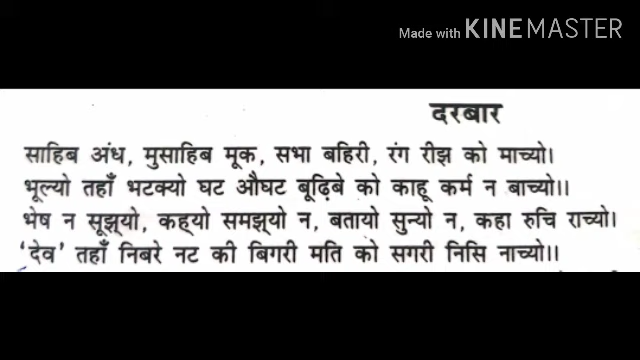 Made with KINEMASTER
दरबार
साहिब अंध, मुसाहिब मूक, सभा बहिरी, रंग रीझ को माच्यो।
भूल्यो तहाँ भटक्यो घट औघट बूढ़िबे को काहू कर्म न बाच्यो।।
भेष न सूझ्यो, कह्यो समझ्यो न, बतायो सुन्यो न, कहा रुचि राच्यो।
'देव' तहाँ निबरे नट की बिगरी मति को सगरी निसि नाच्यो।।